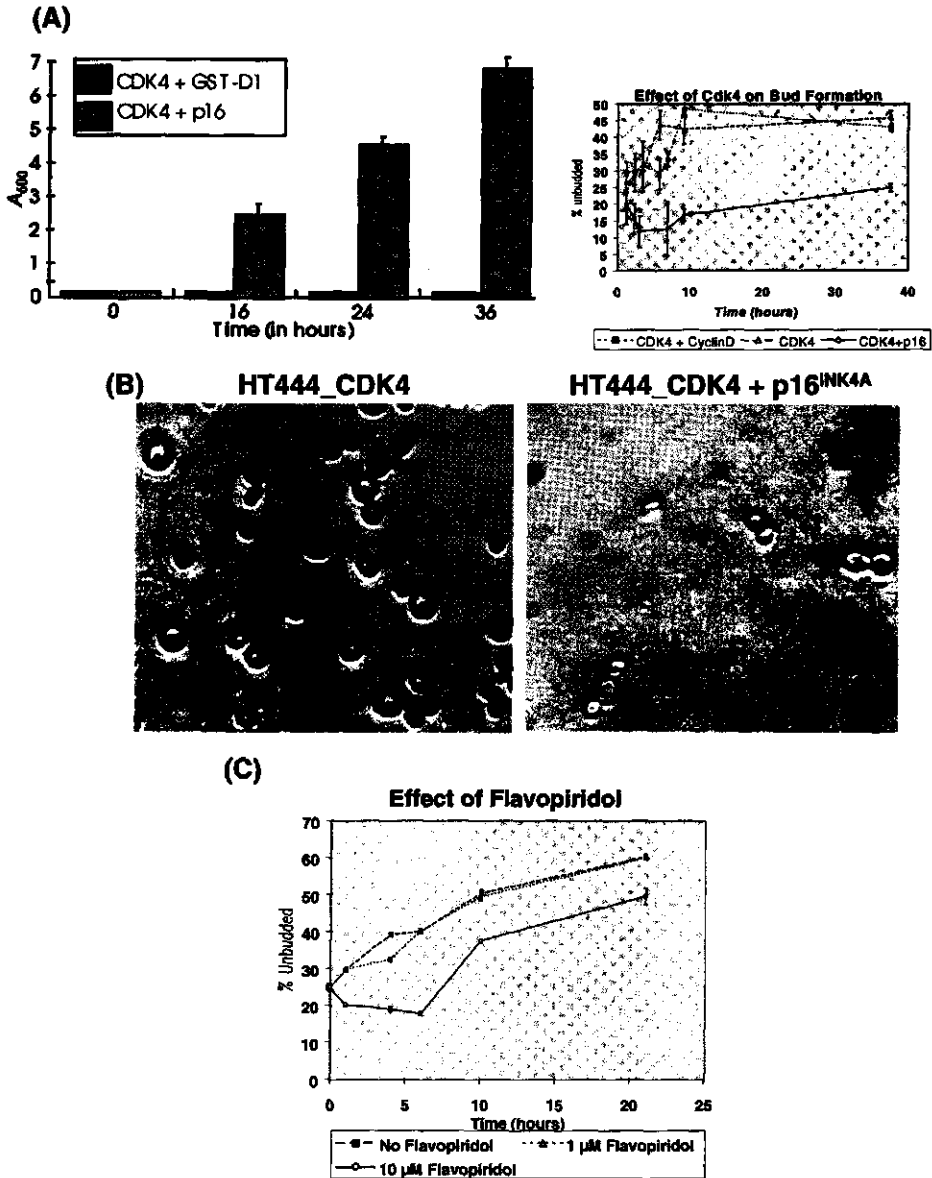 (A)
7
6
5
4
3
2
1
0
A600
CDK4 + GST-D1
CDK4 + p16
0 16 24 36
Time (in hours)
Effect of Cdk4 on Bud Formation
50
45
40
35
30
25
20
15
10
5
0
% unbudded
0 10 20 30 40
Time (hours)
CDK4 + CyclinD CDK4 CDK4+p16
(B)
HT444_CDK4
HT444_CDK4 + p16INK4A
(C)
Effect of Flavopiridol
70
60
50
40
30
20
10
0
% Unbudded
0 5 10 15 20 25
Time (hours)
No Flavopiridol 1 µM Flavopiridol
10 µM Flavopiridol